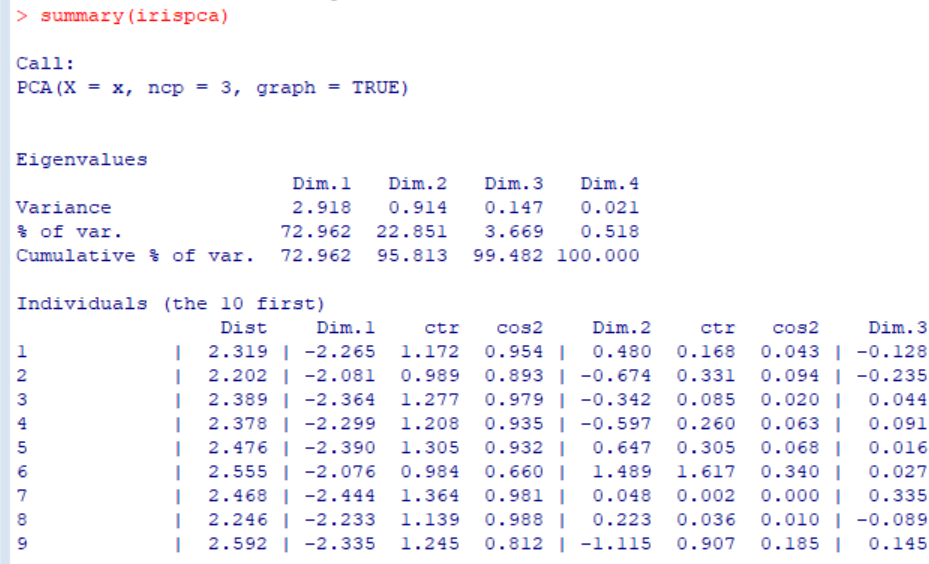 > summary(irispca)
Call:
PCA(X = x, ncp = 3, graph = TRUE)
Eigenvalues
                       Dim.1   Dim.2   Dim.3   Dim.4
Variance               2.918   0.914   0.147   0.021
% of var.             72.962  22.851   3.669   0.518
Cumulative % of var.  72.962  95.813  99.482 100.000
Individuals (the 10 first)
                 Dist    Dim.1    ctr   cos2    Dim.2    ctr   cos2    Dim.3
1            |  2.319 | -2.265  1.172  0.954 |  0.480  0.168  0.043 | -0.128
2            |  2.202 | -2.081  0.989  0.893 | -0.674  0.331  0.094 | -0.235
3            |  2.389 | -2.364  1.277  0.979 | -0.342  0.085  0.020 |  0.044
4            |  2.378 | -2.299  1.208  0.935 | -0.597  0.260  0.063 |  0.091
5            |  2.476 | -2.390  1.305  0.932 |  0.647  0.305  0.068 |  0.016
6            |  2.555 | -2.076  0.984  0.660 |  1.489  1.617  0.340 |  0.027
7            |  2.468 | -2.444  1.364  0.981 |  0.048  0.002  0.000 |  0.335
8            |  2.246 | -2.233  1.139  0.988 |  0.223  0.036  0.010 | -0.089
9            |  2.592 | -2.335  1.245  0.812 | -1.115  0.907  0.185 |  0.145